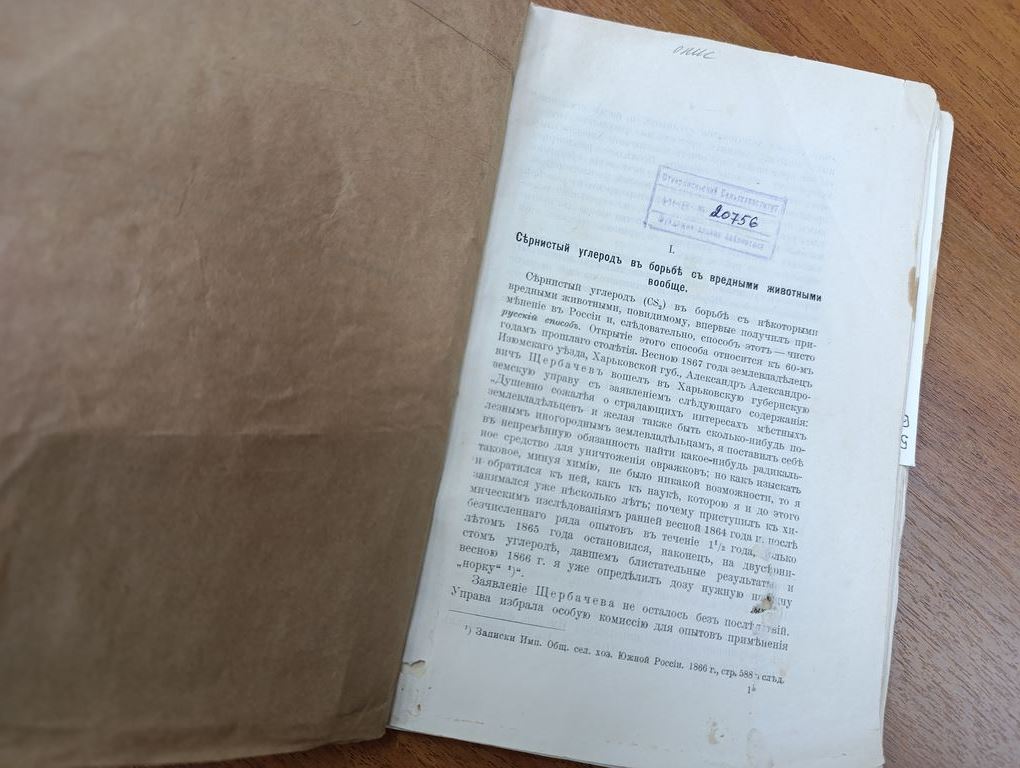 опис
20756
I.
Сѣрнистый углеродъ въ борьбѣ съ вредными животными
вообще.
Сѣрнистый углеродъ (CS₂) въ борьбѣ съ нѣкоторыми
вредными животными, повидимому, впервые получилъ при-
мѣненіе въ Россіи и, слѣдовательно, способъ этотъ — чисто
русскій способъ. Открытіе этого способа относится къ 60-мъ
годамъ прошлаго столѣтія. Весною 1867 года землевладѣлецъ
Изюмскаго уѣзда, Харьковской губ., Александръ Александро-
вичъ Щербачевъ вошелъ въ Харьковскую губернскую
земскую управу съ заявленіемъ слѣдующаго содержанія:
„Душевно сожалѣя о страдающихъ интересахъ мѣстныхъ
землевладѣльцевъ и желая также быть сколько-нибудь по-
лезнымъ иногороднымъ землевладѣльцамъ, я поставилъ себѣ
въ непремѣнную обязанность найти какое-нибудь радикаль-
ное средство для уничтоженія овражковъ; но какъ изыскать
таковое, минуя химію, не было никакой возможности, то я
и обратился къ ней, какъ къ наукѣ, которою я и до этого
занимался уже нѣсколько лѣтъ; почему приступилъ къ хи-
мическимъ изслѣдованіямъ ранней весной 1864 года и послѣ
безчисленнаго ряда опытовъ въ теченіе 1¹/₂ года, только
лѣтомъ 1865 года остановился, наконецъ, на двусѣрни-
стомъ углеродѣ, давшемъ блистательные результаты и
весною 1866 г. я уже опредѣлилъ дозу нужную на одну
„норку“ ¹)“.
Заявленіе Щербачева не осталось безъ послѣдствій.
Управа избрала особую комиссію для опытовъ примѣненія
¹) Записки Имп. Общ. сел. хоз. Южной Россіи. 1866 г., стр. 588 и слѣд.
1*